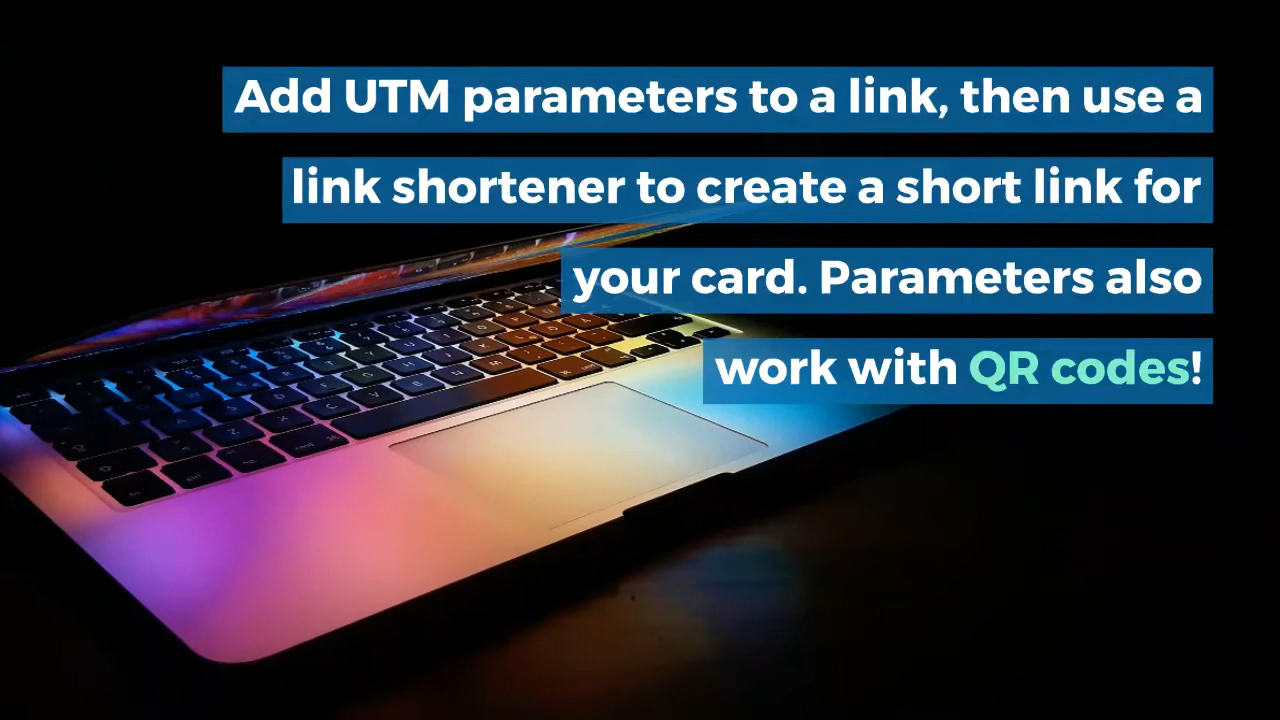 Add UTM parameters to a link, then use a
link shortener to create a short link for
your card. Parameters also
work with QR codes!